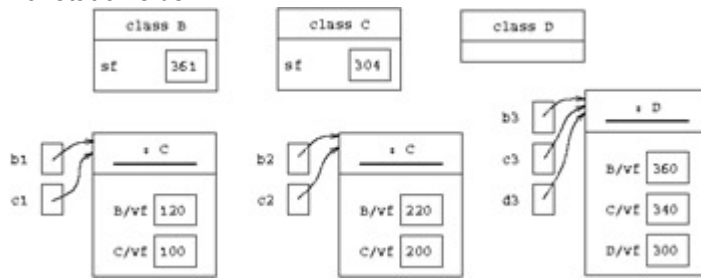 class B
sf 361
class C
sf 304
class D
b1
c1
: C
B/vf 120
C/vf 100
b2
c2
: C
B/vf 220
C/vf 200
b3
c3
d3
: D
B/vf 360
C/vf 340
D/vf 300